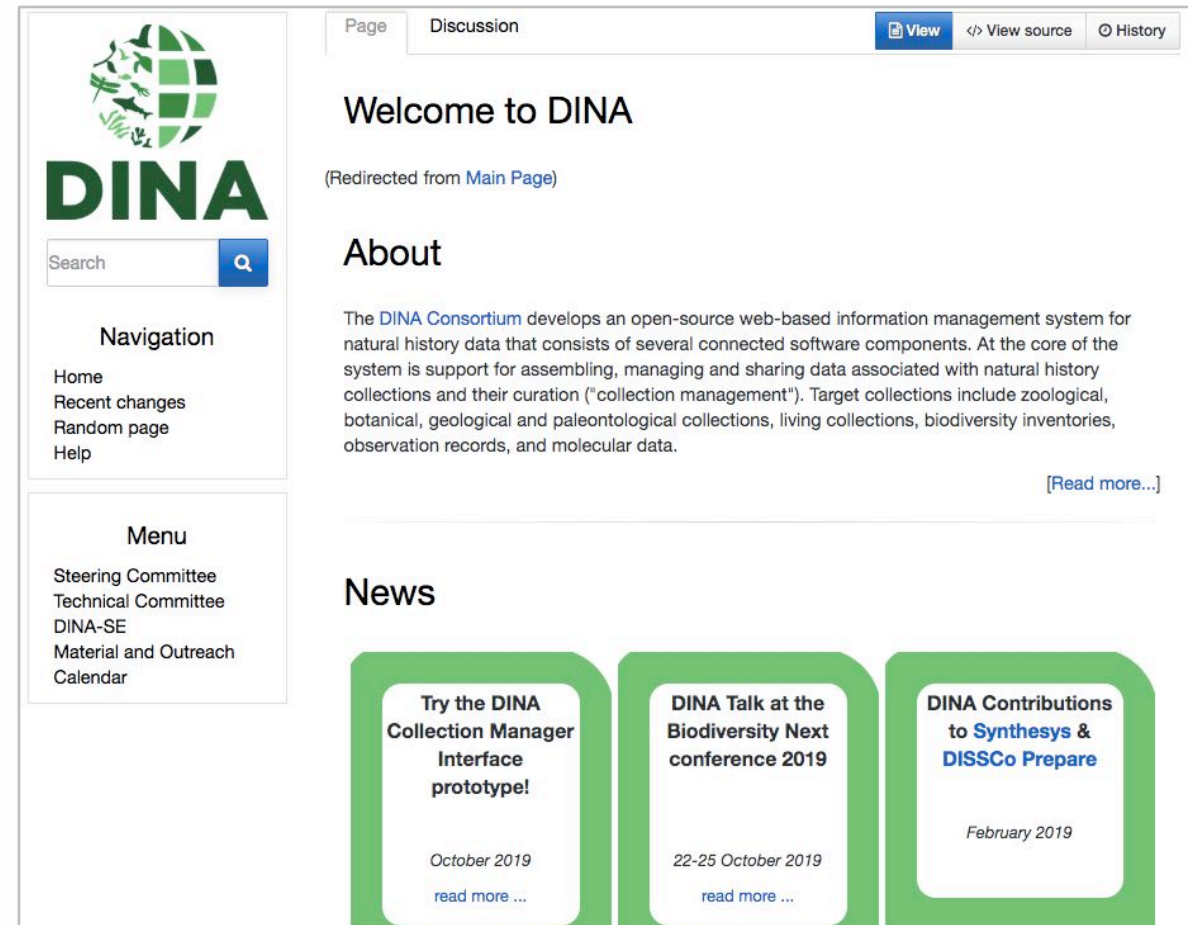 DINA
Search
Navigation
Home
Recent changes
Random page
Help
Menu
Steering Committee
Technical Committee
DINA-SE
Material and Outreach
Calendar
Page
Discussion
View
</> View source
History
Welcome to DINA
(Redirected from Main Page)
About
The DINA Consortium develops an open-source web-based information management system for
natural history data that consists of several connected software components. At the core of the
system is support for assembling, managing and sharing data associated with natural history
collections and their curation ("collection management"). Target collections include zoological,
botanical, geological and paleontological collections, living collections, biodiversity inventories,
observation records, and molecular data.
[Read more...]
News
Try the DINA
Collection Manager
Interface
prototype!
October 2019
read more ...
DINA Talk at the
Biodiversity Next
conference 2019
22-25 October 2019
read more ...
DINA Contributions
to Synthesys &
DISSCo Prepare
February 2019